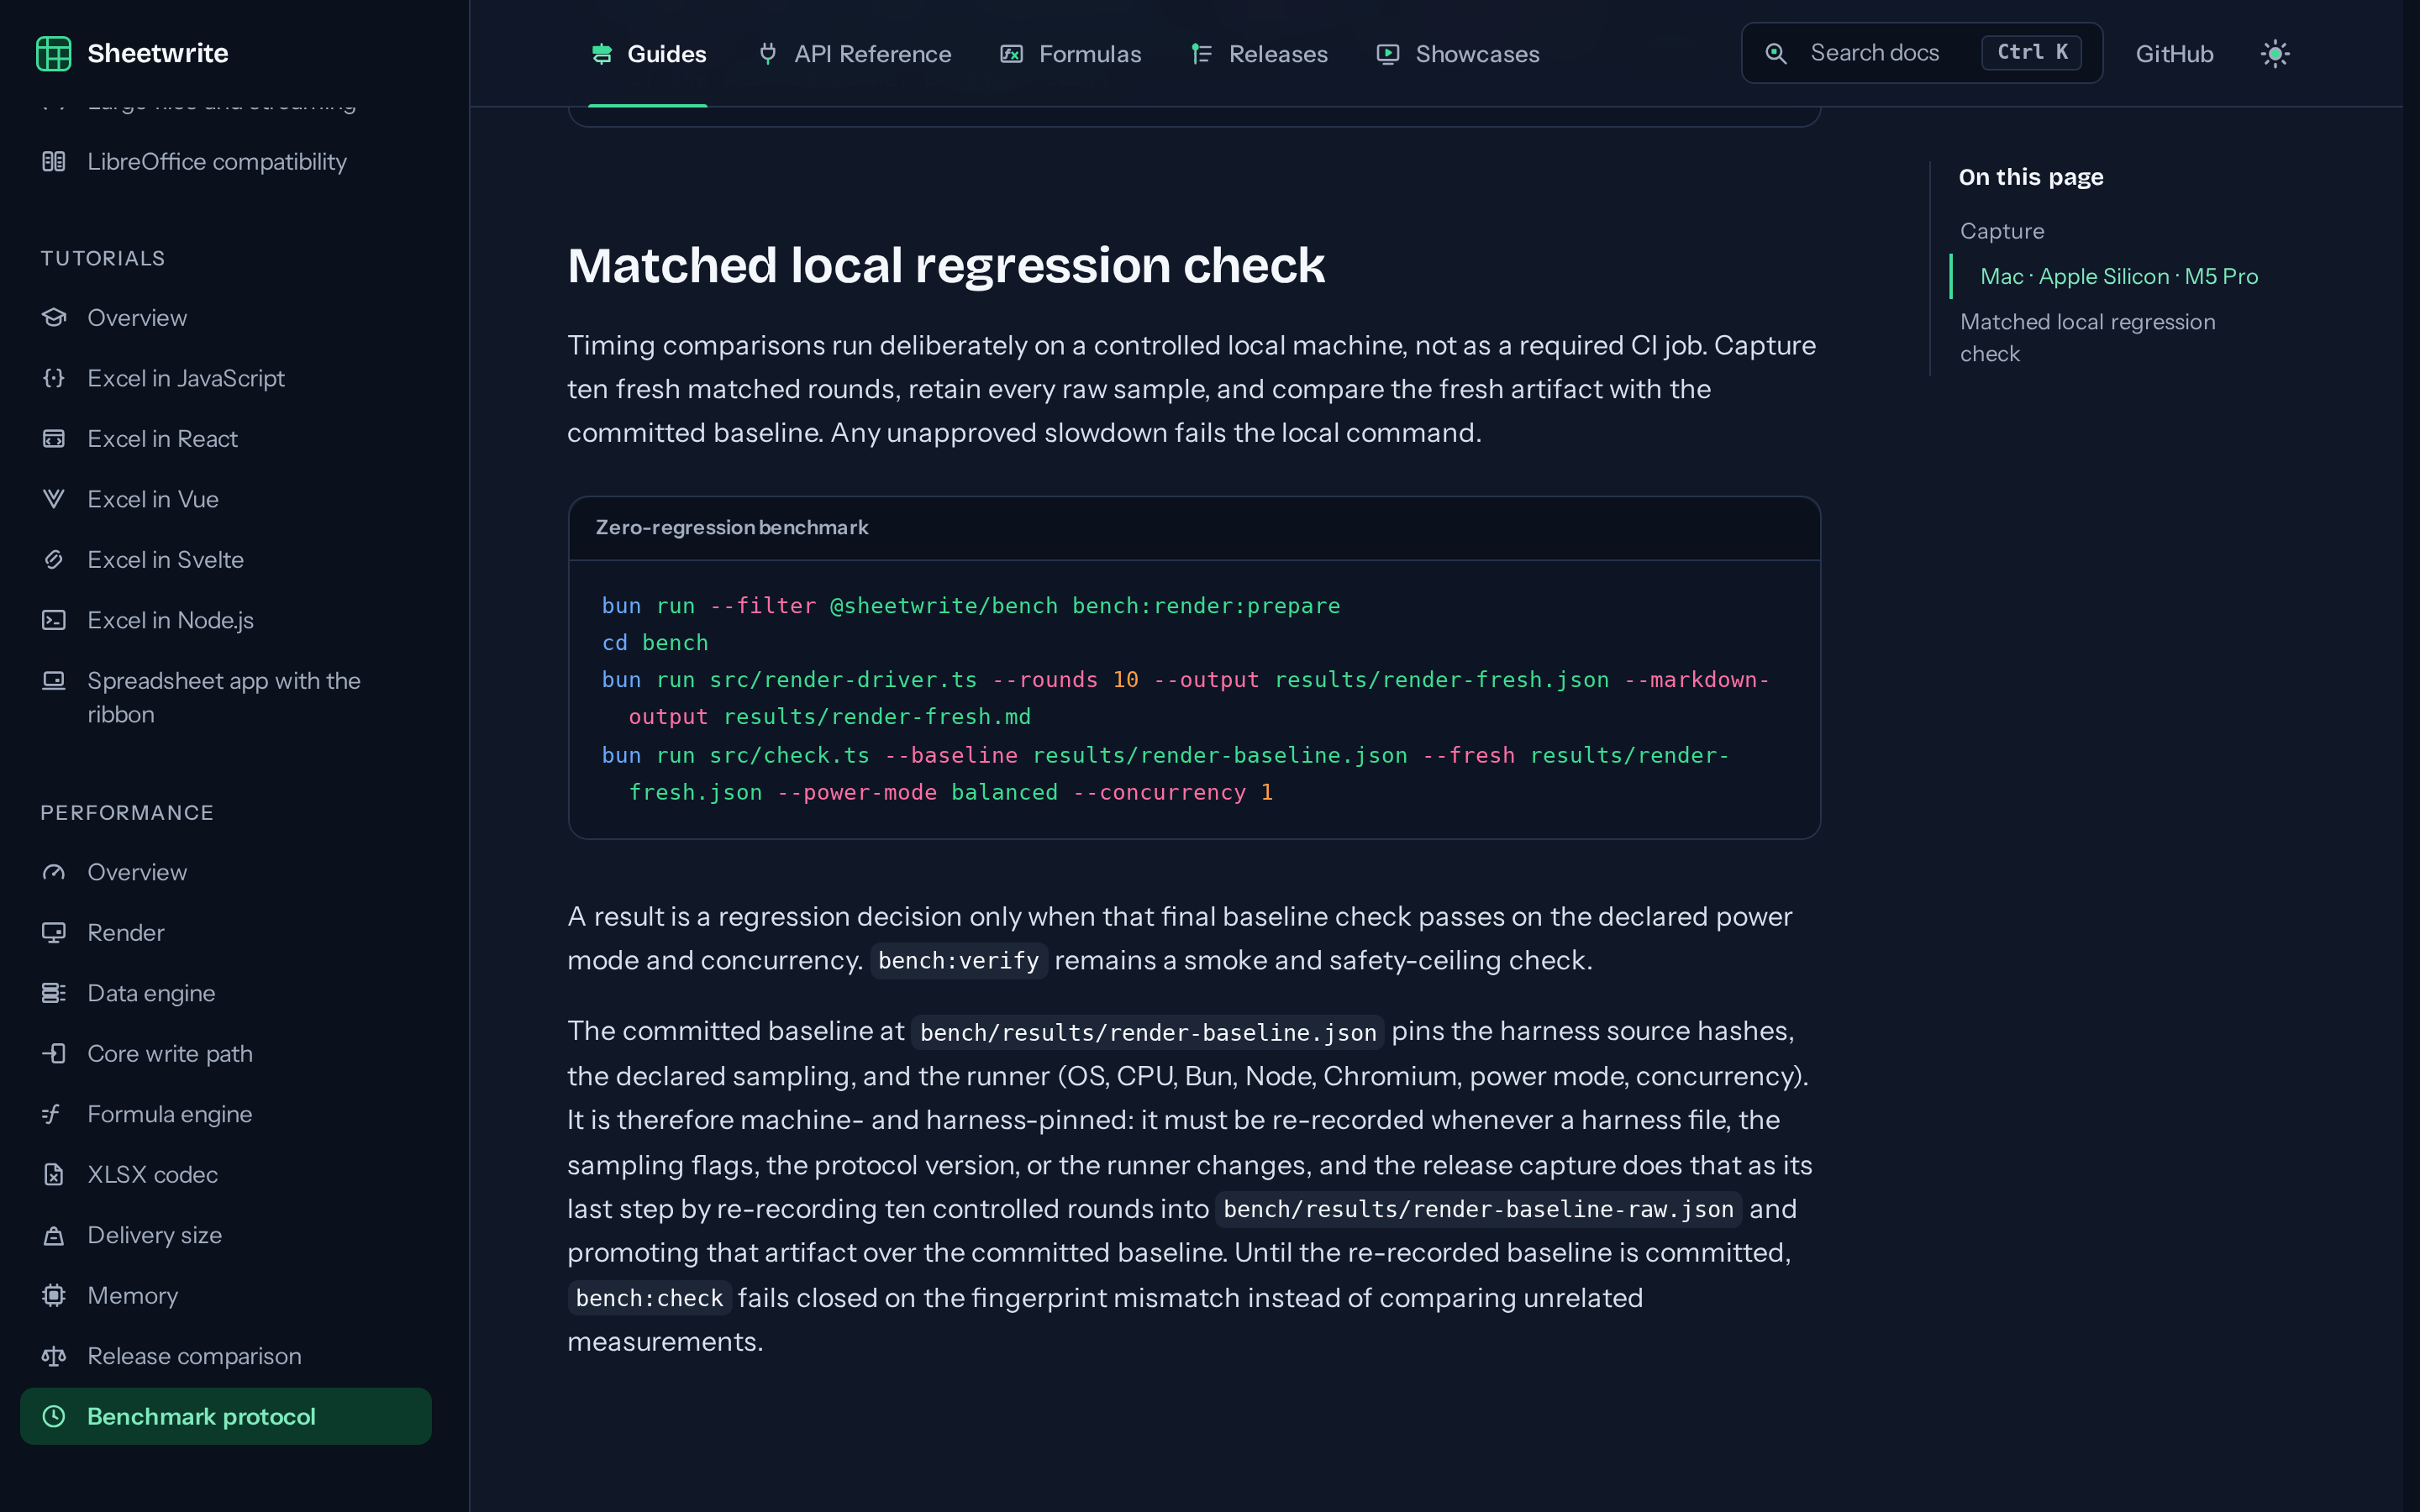 Sheetwrite
Guides
API Reference
Formulas
Releases
Showcases
Search docs
Ctrl K
GitHub
Large files and streaming
LibreOffice compatibility
TUTORIALS
Overview
Excel in JavaScript
Excel in React
Excel in Vue
Excel in Svelte
Excel in Node.js
Spreadsheet app with the
ribbon
PERFORMANCE
Overview
Render
Data engine
Core write path
Formula engine
XLSX codec
Delivery size
Memory
Release comparison
Benchmark protocol
Matched local regression check
Timing comparisons run deliberately on a controlled local machine, not as a required CI job. Capture
ten fresh matched rounds, retain every raw sample, and compare the fresh artifact with the
committed baseline. Any unapproved slowdown fails the local command.
Zero-regression benchmark
bun run --filter @sheetwrite/bench bench:render:prepare
cd bench
bun run src/render-driver.ts --rounds 10 --output results/render-fresh.json --markdown-
output results/render-fresh.md
bun run src/check.ts --baseline results/render-baseline.json --fresh results/render-
fresh.json --power-mode balanced --concurrency 1
A result is a regression decision only when that final baseline check passes on the declared power
mode and concurrency. bench:verify remains a smoke and safety-ceiling check.
The committed baseline at bench/results/render-baseline.json pins the harness source hashes,
the declared sampling, and the runner (OS, CPU, Bun, Node, Chromium, power mode, concurrency).
It is therefore machine- and harness-pinned: it must be re-recorded whenever a harness file, the
sampling flags, the protocol version, or the runner changes, and the release capture does that as its
last step by re-recording ten controlled rounds into bench/results/render-baseline-raw.json and
promoting that artifact over the committed baseline. Until the re-recorded baseline is committed,
bench:check fails closed on the fingerprint mismatch instead of comparing unrelated
measurements.
On this page
Capture
Mac · Apple Silicon · M5 Pro
Matched local regression
check